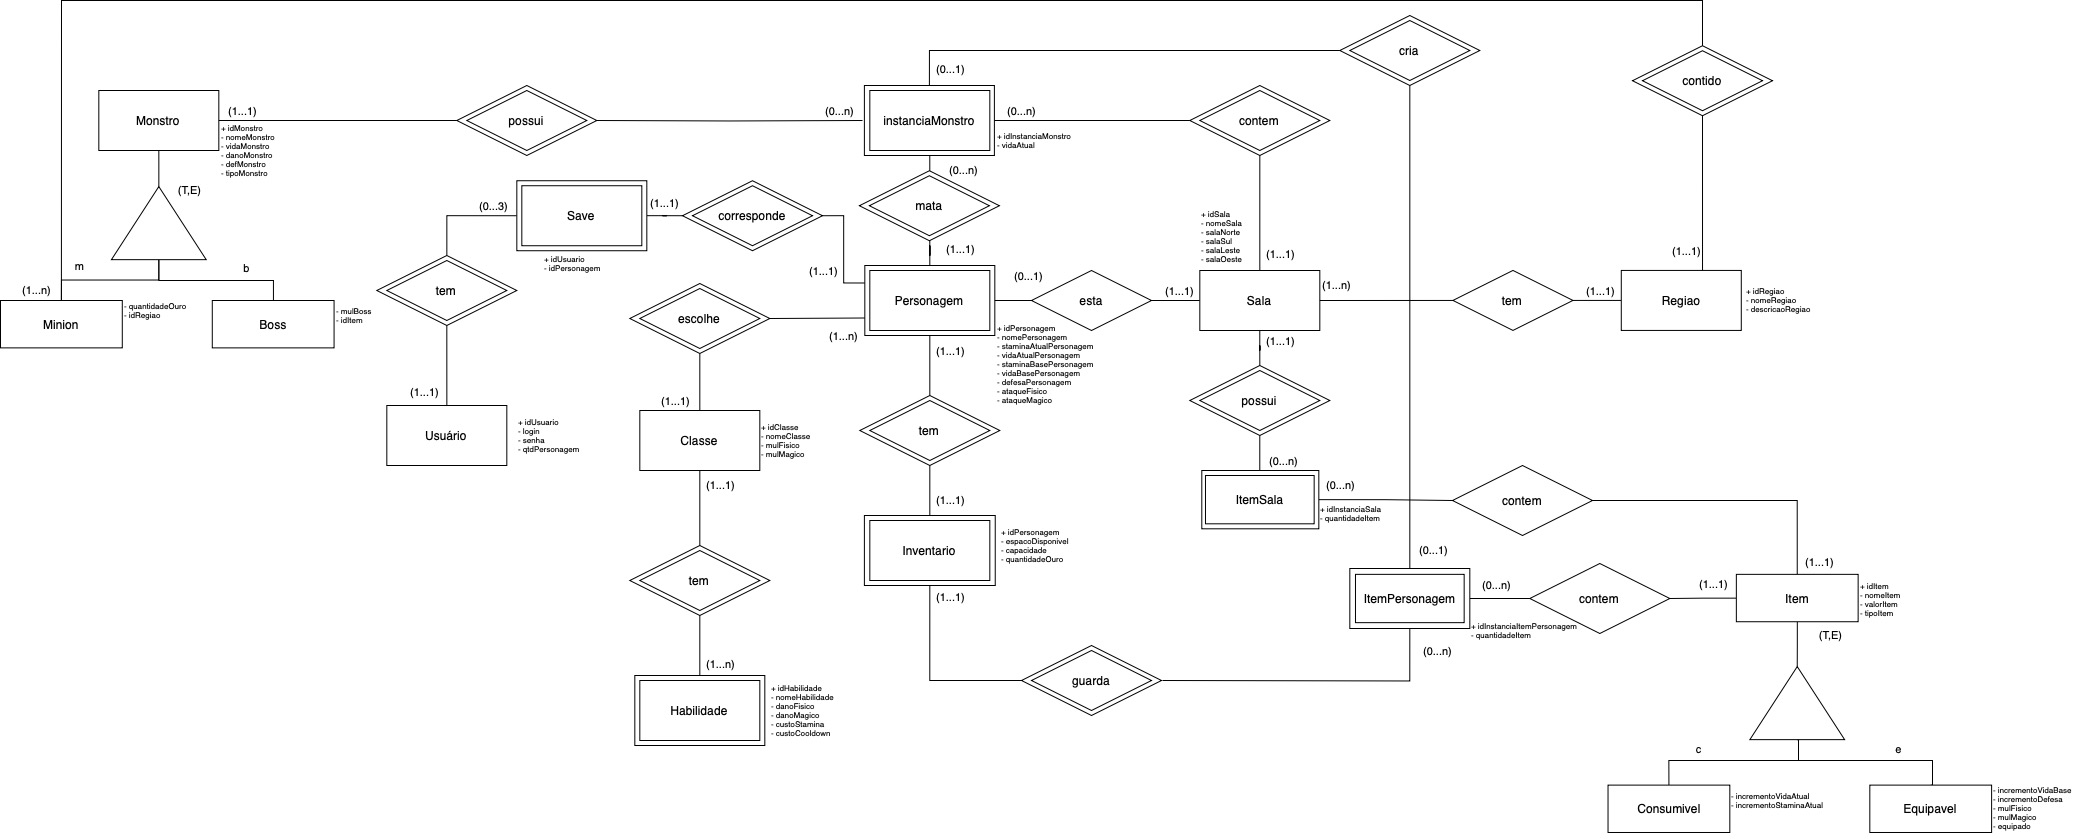 cria
(0...1)
contido
Monstro
(1...1)
+ idMonstro
- nomeMonstro
- vidaMonstro
- danoMonstro
- defMonstro
- tipoMonstro
possui
(0...n)
instanciaMonstro
(0...n)
+ idInstanciaMonstro
- vidaAtual
contem
(T,E)
(0...n)
mata
(1...1)
(0...3)
Save
(1...1)
+ idUsuario
- idPersonagem
corresponde
(1...1)
+ idSala
- nomeSala
- salaNorte
- salaSul
- salaLeste
- salaOeste
(1...1)
(1...1)
m
b
(1...n)
Minion
- quantidadeOuro
- idRegiao
Boss
- mulBoss
- idItem
tem
escolhe
(1...n)
Personagem
(0...1)
esta
(1...1)
Sala
(1...n)
tem
(1...1)
Regiao
+ idRegiao
- nomeRegiao
- descricaoRegiao
+ idPersonagem
- nomePersonagem
- staminaAtualPersonagem
- vidaAtualPersonagem
- staminaBasePersonagem
- vidaBasePersonagem
- defesaPersonagem
- ataqueFisico
- ataqueMagico
(1...1)
(1...1)
possui
(0...n)
(1...1)
Usuário
+ idUsuario
- login
- senha
- qtdPersonagem
(1...1)
Classe
+ idClasse
- nomeClasse
- mulFisico
- mulMagico
(1...1)
tem
(1...1)
ItemSala
(0...n)
+ idInstanciaSala
- quantidadeItem
contem
(1...1)
tem
Inventario
+ idPersonagem
- espacoDisponivel
- capacidade
- quantidadeOuro
(1...1)
(0...1)
ItemPersonagem
(0...n)
+ idInstanciaItemPersonagem
- quantidadeItem
contem
(1...1)
Item
+ idItem
- nomeItem
- valorItem
- tipoItem
(T,E)
(0...n)
guarda
(1...n)
Habilidade
+ idHabilidade
- nomeHabilidade
- danoFisico
- danoMagico
- custoStamina
- custoCooldown
c
e
Consumivel
- incrementoVidaAtual
- incrementoStaminaAtual
Equipavel
- incrementoVidaBase
- incrementoDefesa
- mulFisico
- mulMagico
- equipado